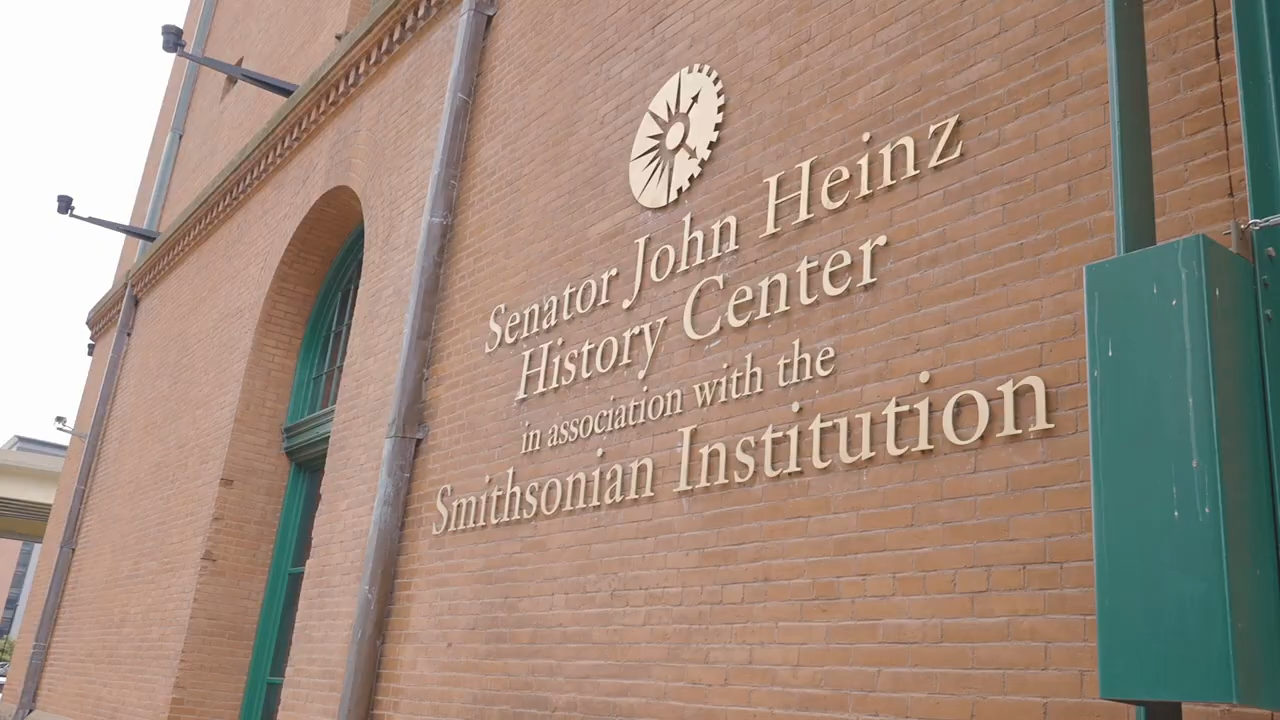 Senator John Heinz
History Center
in association with the
Smithsonian Institution